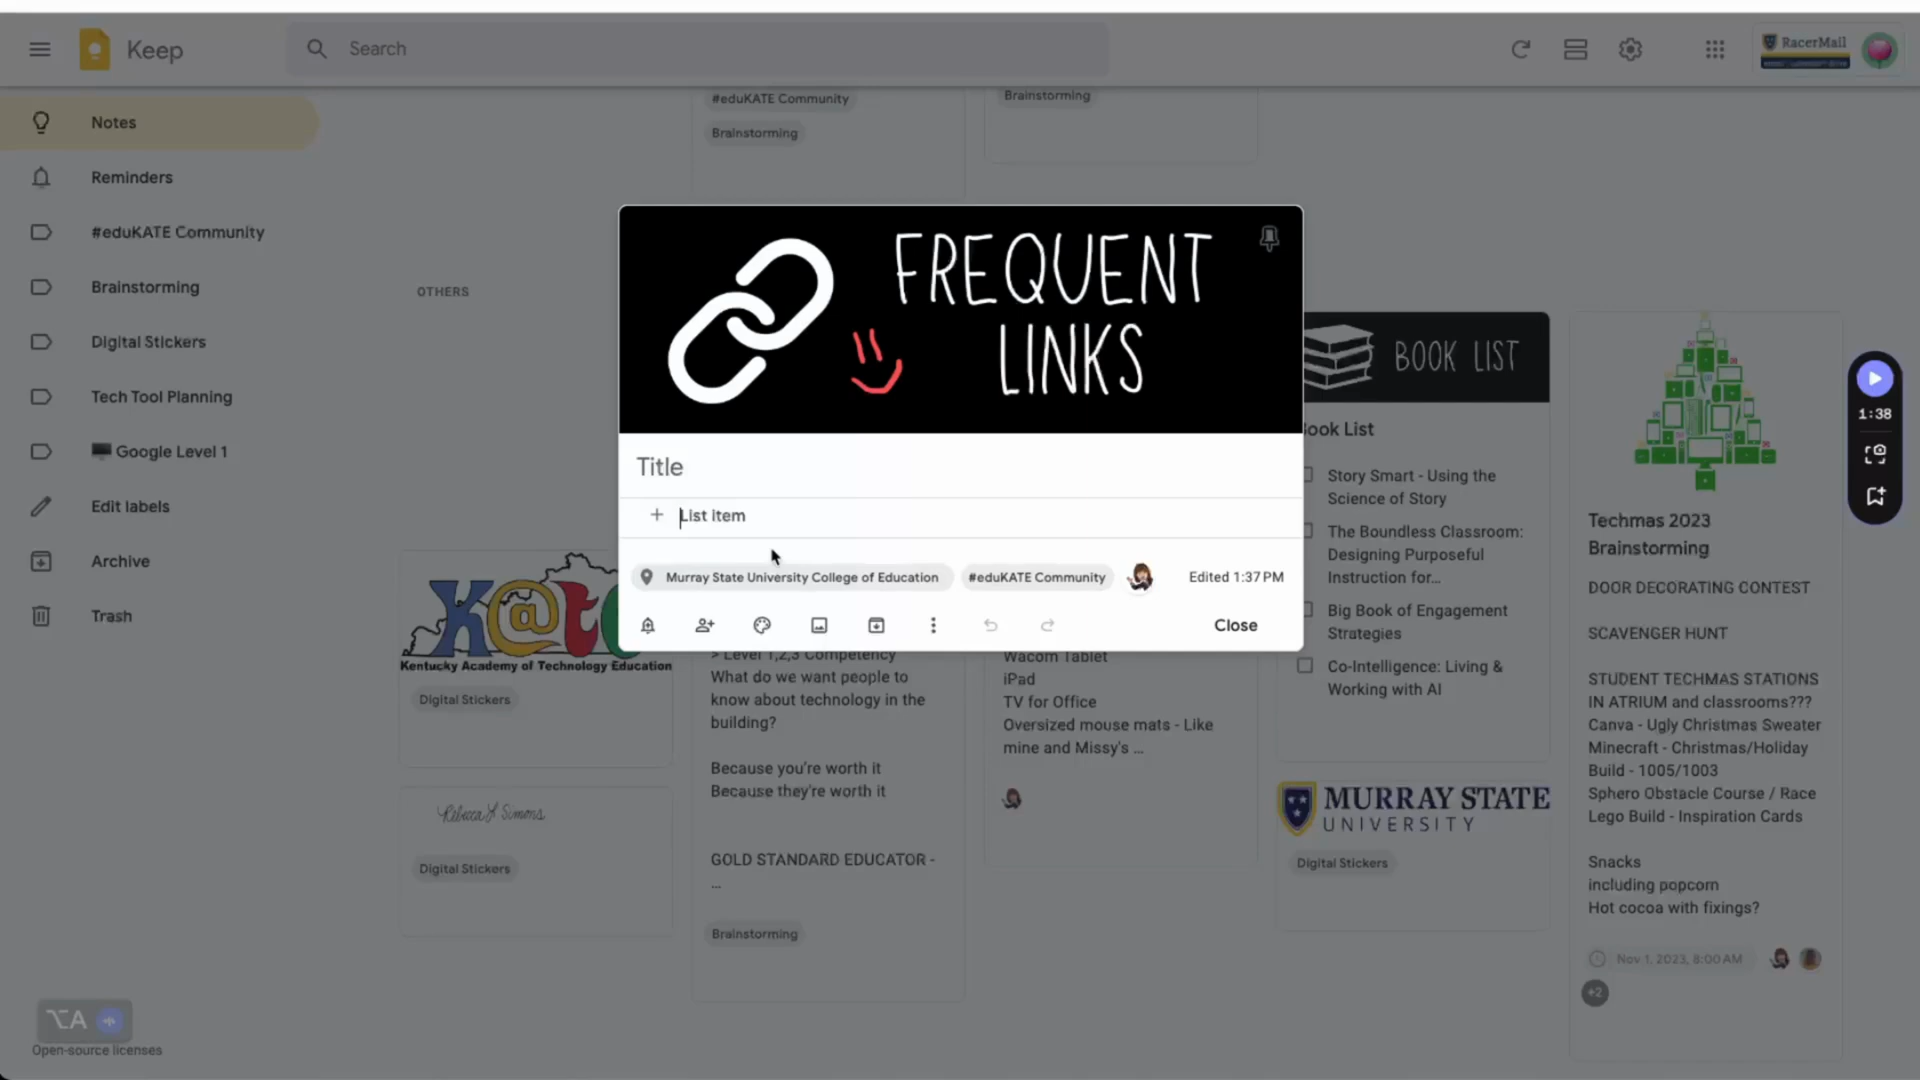 Keep
Search
RacerMail
Notes
Reminders
#eduKATE Community
Brainstorming
Digital Stickers
Tech Tool Planning
Google Level 1
Edit labels
Archive
Trash
⌥A
Open-source licenses
#eduKATE Community
Brainstorming
Brainstorming
OTHERS
FREQUENT
LINKS
Title
List item
Murray State University College of Education
#eduKATE Community
Edited 1:37 PM
Close
K@te
Kentucky Academy of Technology Education
Digital Stickers
Rebecca Y Simons
Digital Stickers
> Level 1,2,3 Competency
What do we want people to
know about technology in the
building?
Because you're worth it
Because they're worth it
GOLD STANDARD EDUCATOR -
...
Brainstorming
Wacom Tablet
iPad
TV for Office
Oversized mouse mats - Like
mine and Missy's ...
BOOK LIST
ook List
Story Smart - Using the
Science of Story
The Boundless Classroom:
Designing Purposeful
Instruction for...
Big Book of Engagement
Strategies
Co-Intelligence: Living &
Working with AI
MURRAY STATE
UNIVERSITY
Digital Stickers
Techmas 2023
Brainstorming
DOOR DECORATING CONTEST
SCAVENGER HUNT
STUDENT TECHMAS STATIONS
IN ATRIUM and classrooms???
Canva - Ugly Christmas Sweater
Minecraft - Christmas/Holiday
Build - 1005/1003
Sphero Obstacle Course / Race
Lego Build - Inspiration Cards
Snacks
including popcorn
Hot cocoa with fixings?
Nov 1, 2023, 8:00 AM
+2
1:38